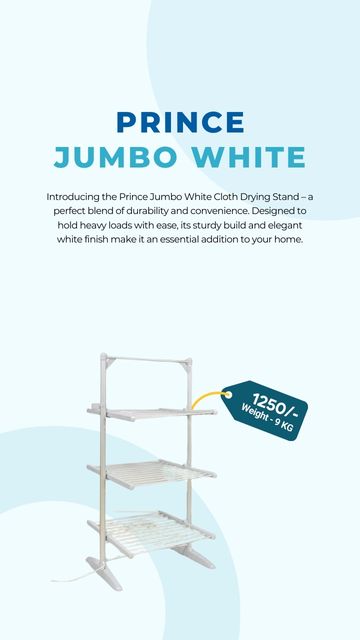 PRINCE
JUMBO WHITE
Introducing the Prince Jumbo White Cloth Drying Stand – a
perfect blend of durability and convenience. Designed to
hold heavy loads with ease, its sturdy build and elegant
white finish make it an essential addition to your home.
1250/-
Weight - 9 KG